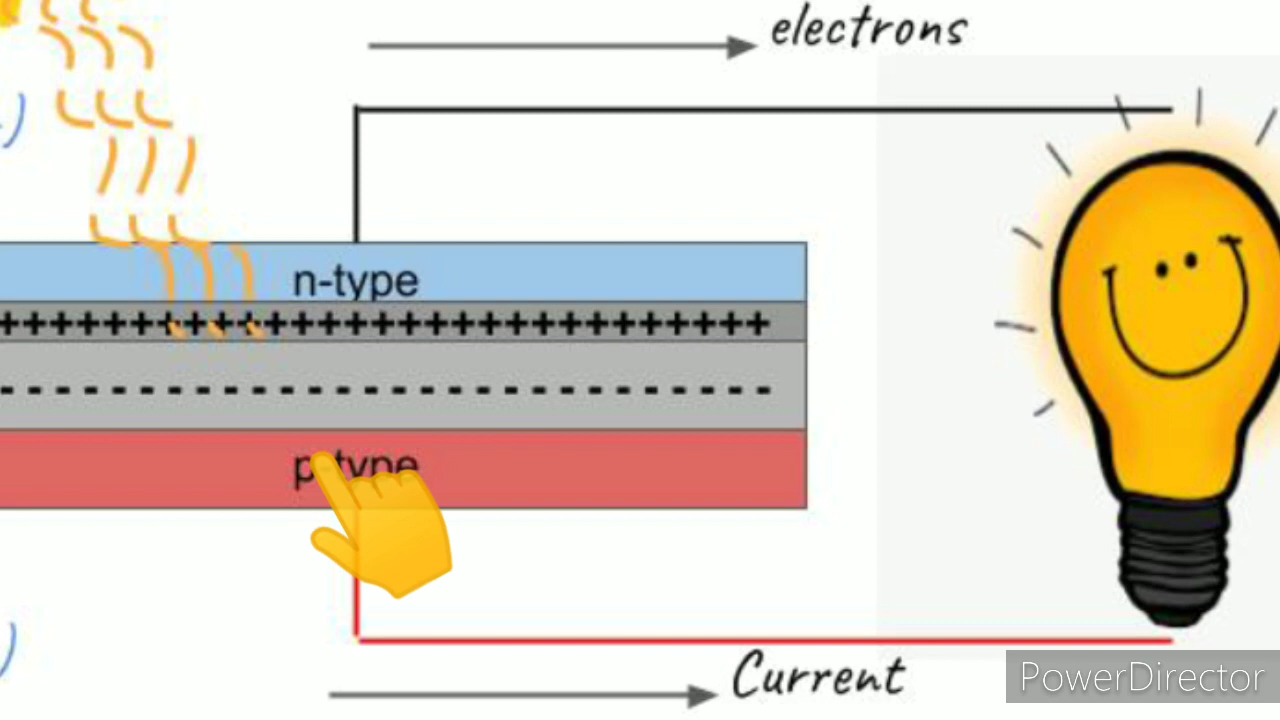 electrons
n-type
+++++++++++++++++++++++++++++
- - - - - - - - - - - - - - - - - - - - - - - - - - - -
p-type
Current
PowerDirector